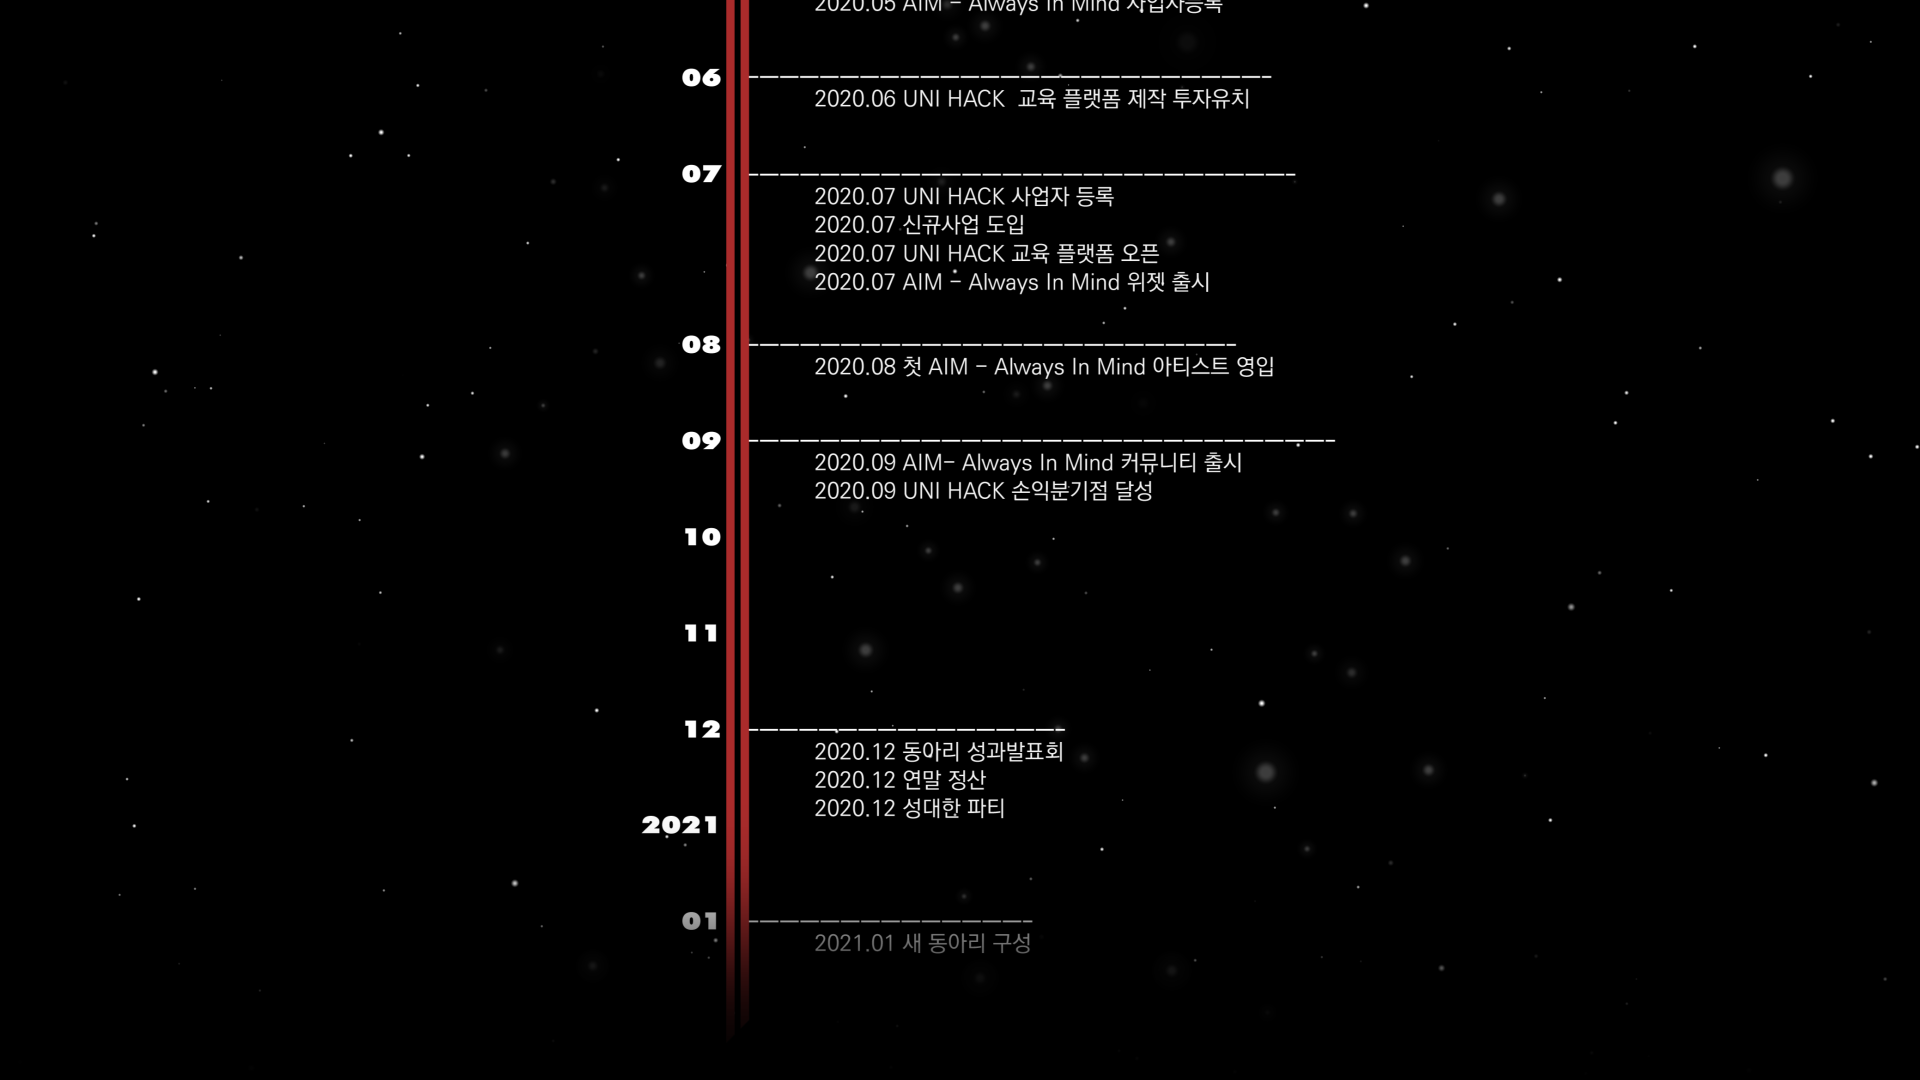 2020.05 AIM - Always In Mind 사업자등록
06
2020.06 UNI HACK 교육 플랫폼 제작 투자유치
07
2020.07 UNI HACK 사업자 등록
2020.07 신규사업 도입
2020.07 UNI HACK 교육 플랫폼 오픈
2020.07 AIM - Always In Mind 위젯 출시
08
2020.08 첫 AIM - Always In Mind 아티스트 영입
09
2020.09 AIM- Always In Mind 커뮤니티 출시
2020.09 UNI HACK 손익분기점 달성
10
11
12
2020.12 동아리 성과발표회
2020.12 연말 정산
2020.12 성대한 파티
2021
01
2021.01 새 동아리 구성